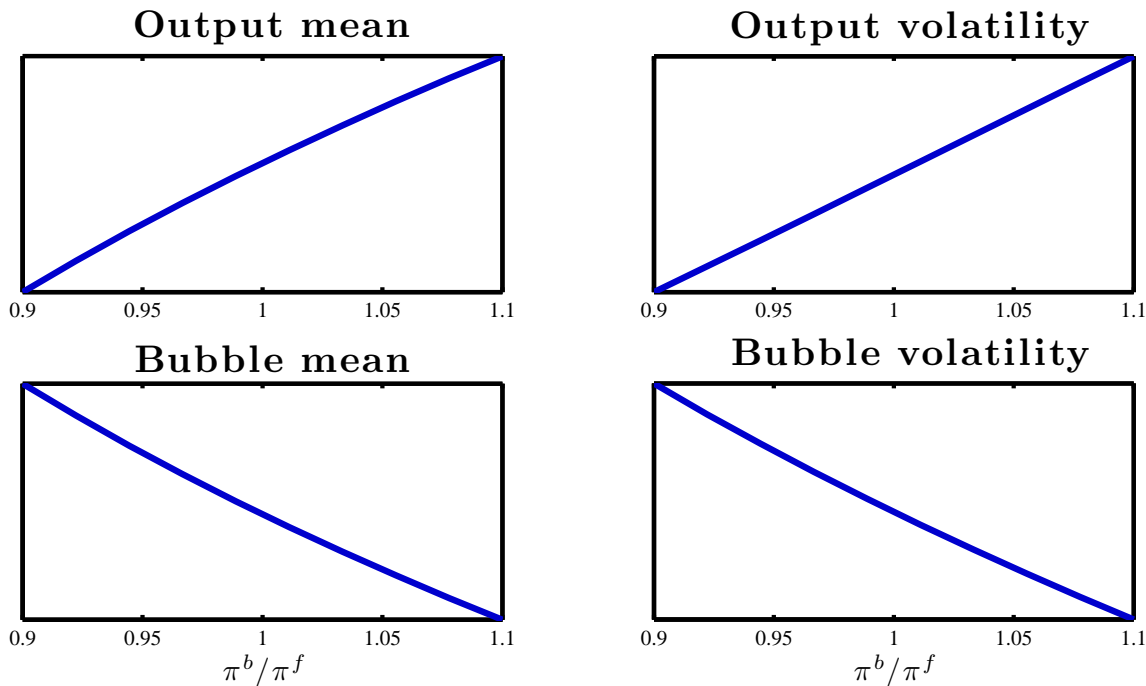 Output mean
Output volatility
0.9 0.95 1 1.05 1.1
0.9 0.95 1 1.05 1.1
Bubble mean
Bubble volatility
0.9 0.95 1 1.05 1.1
0.9 0.95 1 1.05 1.1
π^b/π^f
π^b/π^f